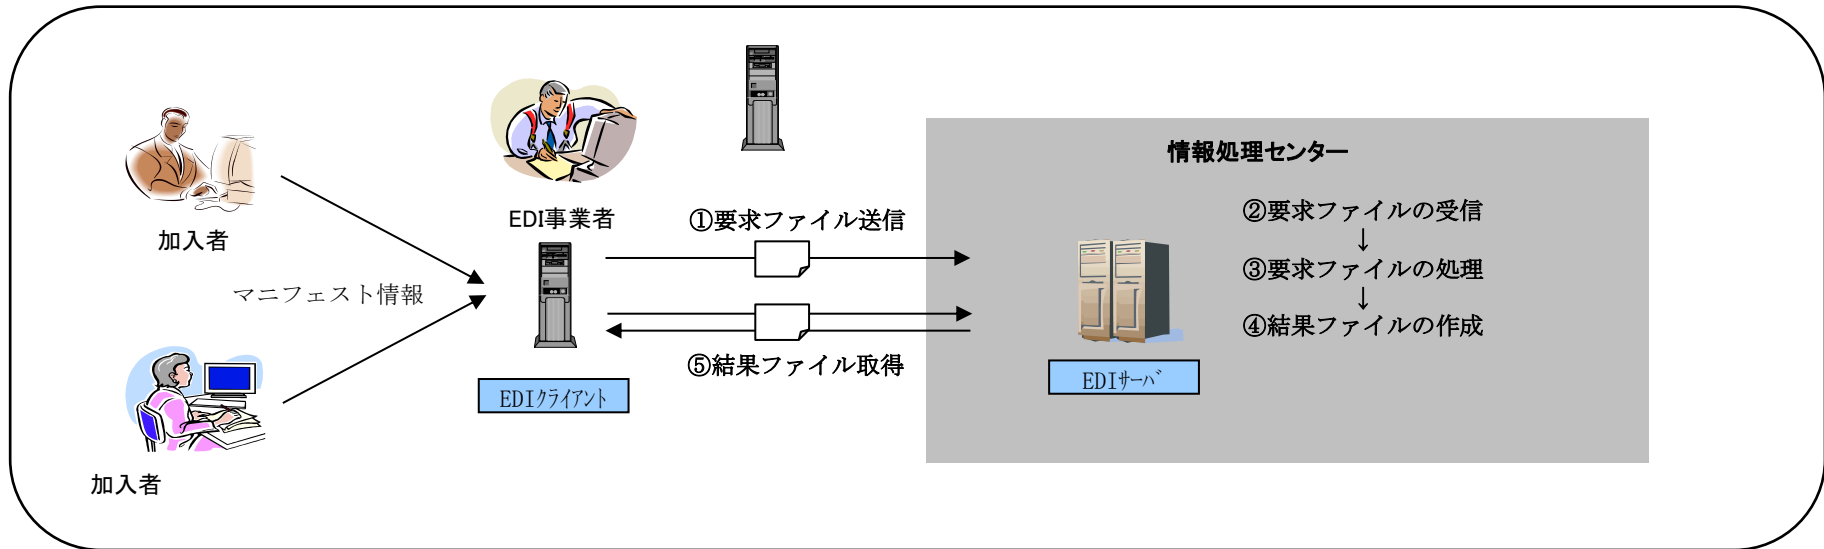 情報処理センター
EDI事業者
①要求ファイル送信
②要求ファイルの受信
↓
③要求ファイルの処理
↓
④結果ファイルの作成
加入者
マニフェスト情報
⑤結果ファイル取得
EDIクライアント
EDIサーバ
加入者